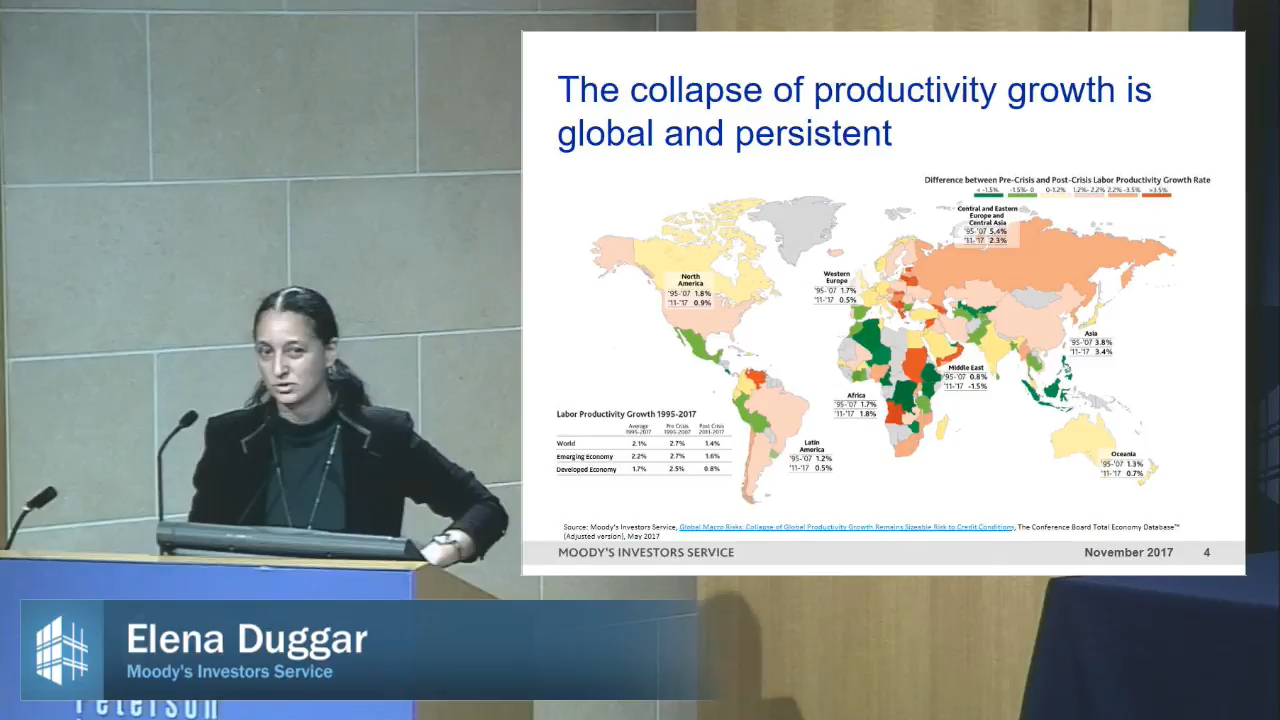 The collapse of productivity growth is
global and persistent
Difference between Pre-Crisis and Post-Crisis Labor Productivity Growth Rate
< -1.5% -1.5%- 0 0-1.2% 1.2%- 2.2% 2.2% -3.5% >3.5%
Central and Eastern
Europe and
Central Asia
'95-'07 5.4%
'11-'17 2.3%
North
America
'95-'07 1.8%
'11-'17 0.9%
Western
Europe
'95-'07 1.7%
'11-'17 0.5%
Asia
'95-'07 3.8%
'11-'17 3.4%
Middle East
'95-'07 0.8%
'11-'17 -1.5%
Africa
'95-'07 1.7%
'11-'17 1.8%
Latin
America
'95-'07 1.2%
'11-'17 0.5%
Oceania
'95-'07 1.3%
'11-'17 0.7%
Labor Productivity Growth 1995-2017
Average Pre Crisis Post Crisis
1995-2017 1995-2007 2011-2017
World 2.1% 2.7% 1.4%
Emerging Economy 2.2% 2.7% 1.6%
Developed Economy 1.7% 2.5% 0.8%
Source: Moody's Investors Service, Global Macro Risks: Collapse of Global Productivity Growth Remains Sizeable Risk to Credit Conditions, The Conference Board Total Economy Database™
(Adjusted version), May 2017
MOODY'S INVESTORS SERVICE November 2017 4
Elena Duggar
Moody's Investors Service
Peterson